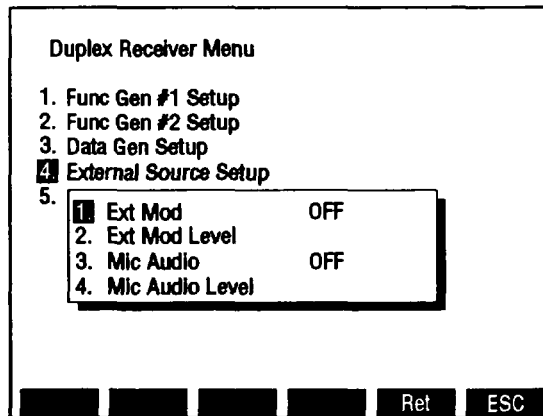 Duplex Receiver Menu
1. Func Gen #1 Setup
2. Func Gen #2 Setup
3. Data Gen Setup
4. External Source Setup
5.
1. Ext Mod OFF
2. Ext Mod Level
3. Mic Audio OFF
4. Mic Audio Level
Ret ESC